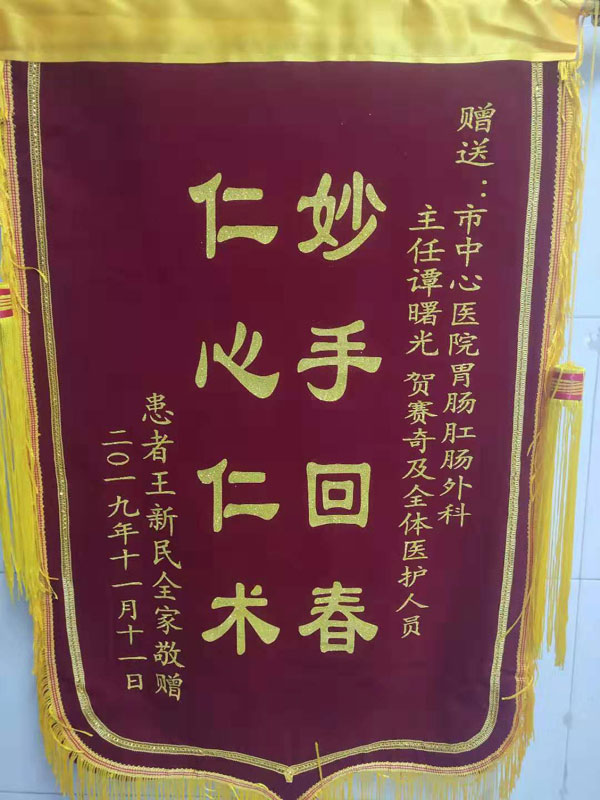 赠送：市中心医院胃肠肛肠外科
主任谭曙光 贺赛奇及全体医护人员
妙手回春
仁心仁术
患者王新民全家敬赠
二〇一九年十一月十一日